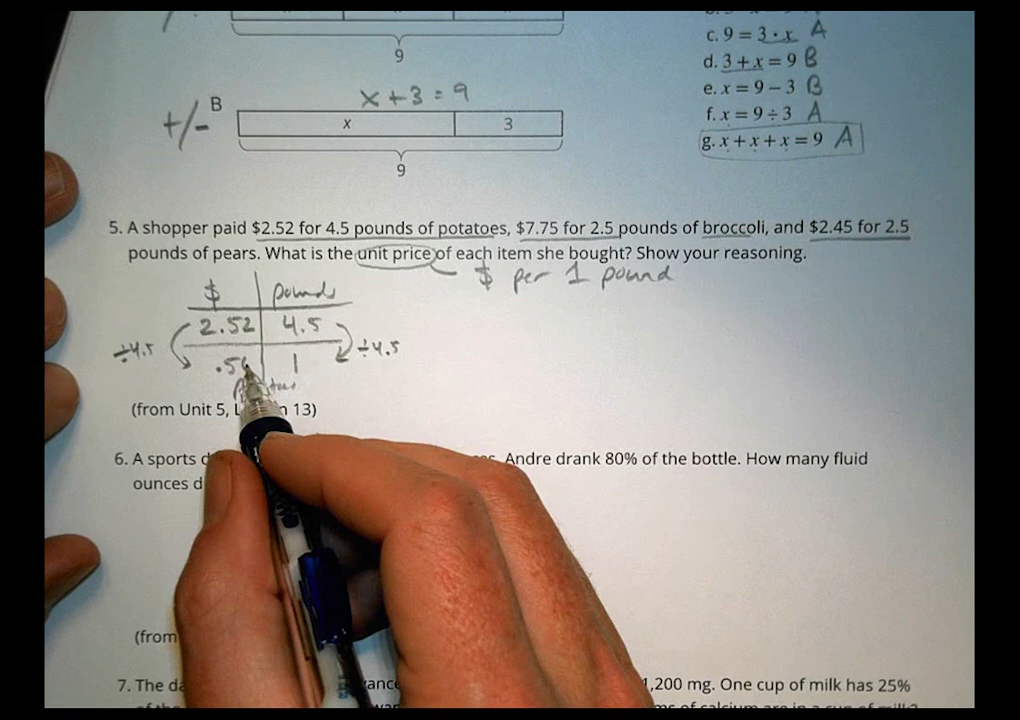 9
c. 9 = 3 · x A
d. 3 + x = 9 B
e. x = 9 − 3 B
f. x = 9 ÷ 3 A
g. x + x + x = 9 A
+/- B
x + 3 = 9
x 3
9
5. A shopper paid $2.52 for 4.5 pounds of potatoes, $7.75 for 2.5 pounds of broccoli, and $2.45 for 2.5
pounds of pears. What is the unit price of each item she bought? Show your reasoning.
$ per 1 pound
$ pounds
2.52 4.5
÷4.5 ÷4.5
1
(from Unit 5, 13)
6. A sports Andre drank 80% of the bottle. How many fluid
ounces
(from
7. The 1,200 mg. One cup of milk has 25%